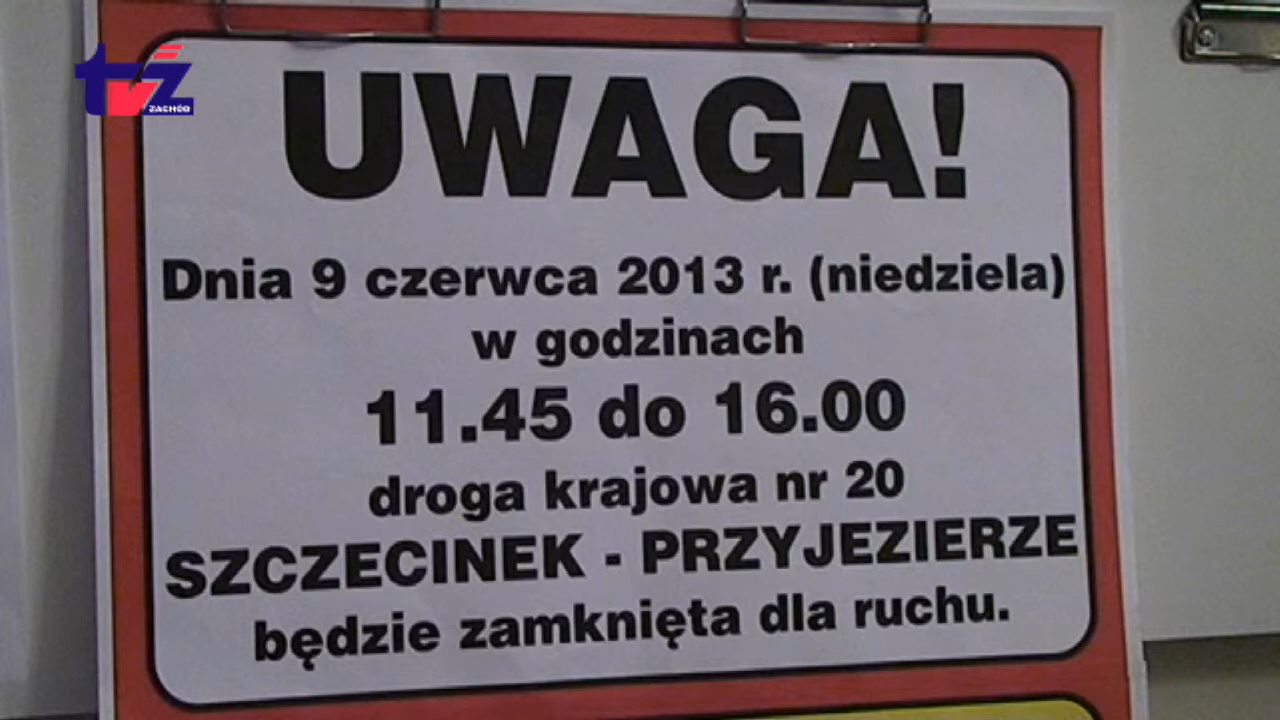 tvz
ZACHÓD
UWAGA!
Dnia 9 czerwca 2013 r. (niedziela)
w godzinach
11.45 do 16.00
droga krajowa nr 20
SZCZECINEK - PRZYJEZIERZE
będzie zamknięta dla ruchu.